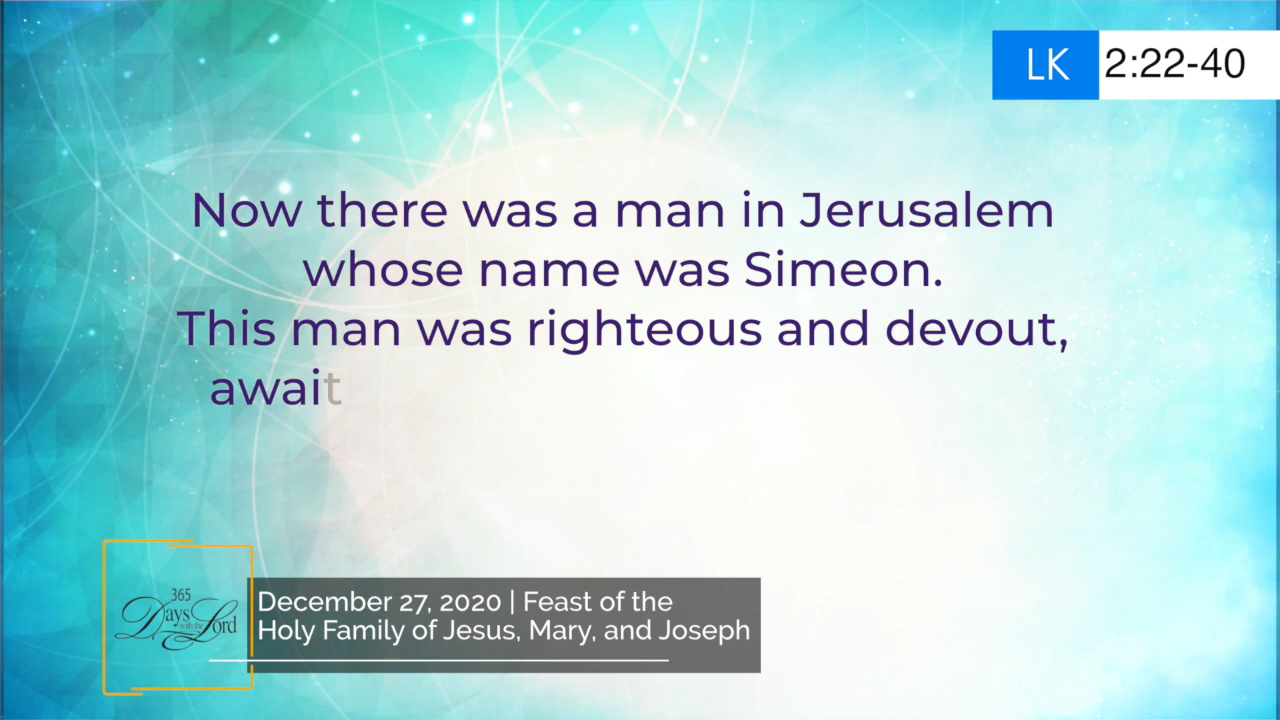 LK 2:22-40
Now there was a man in Jerusalem
whose name was Simeon.
This man was righteous and devout,
await
365
Days with the Lord
December 27, 2020 | Feast of the
Holy Family of Jesus, Mary, and Joseph